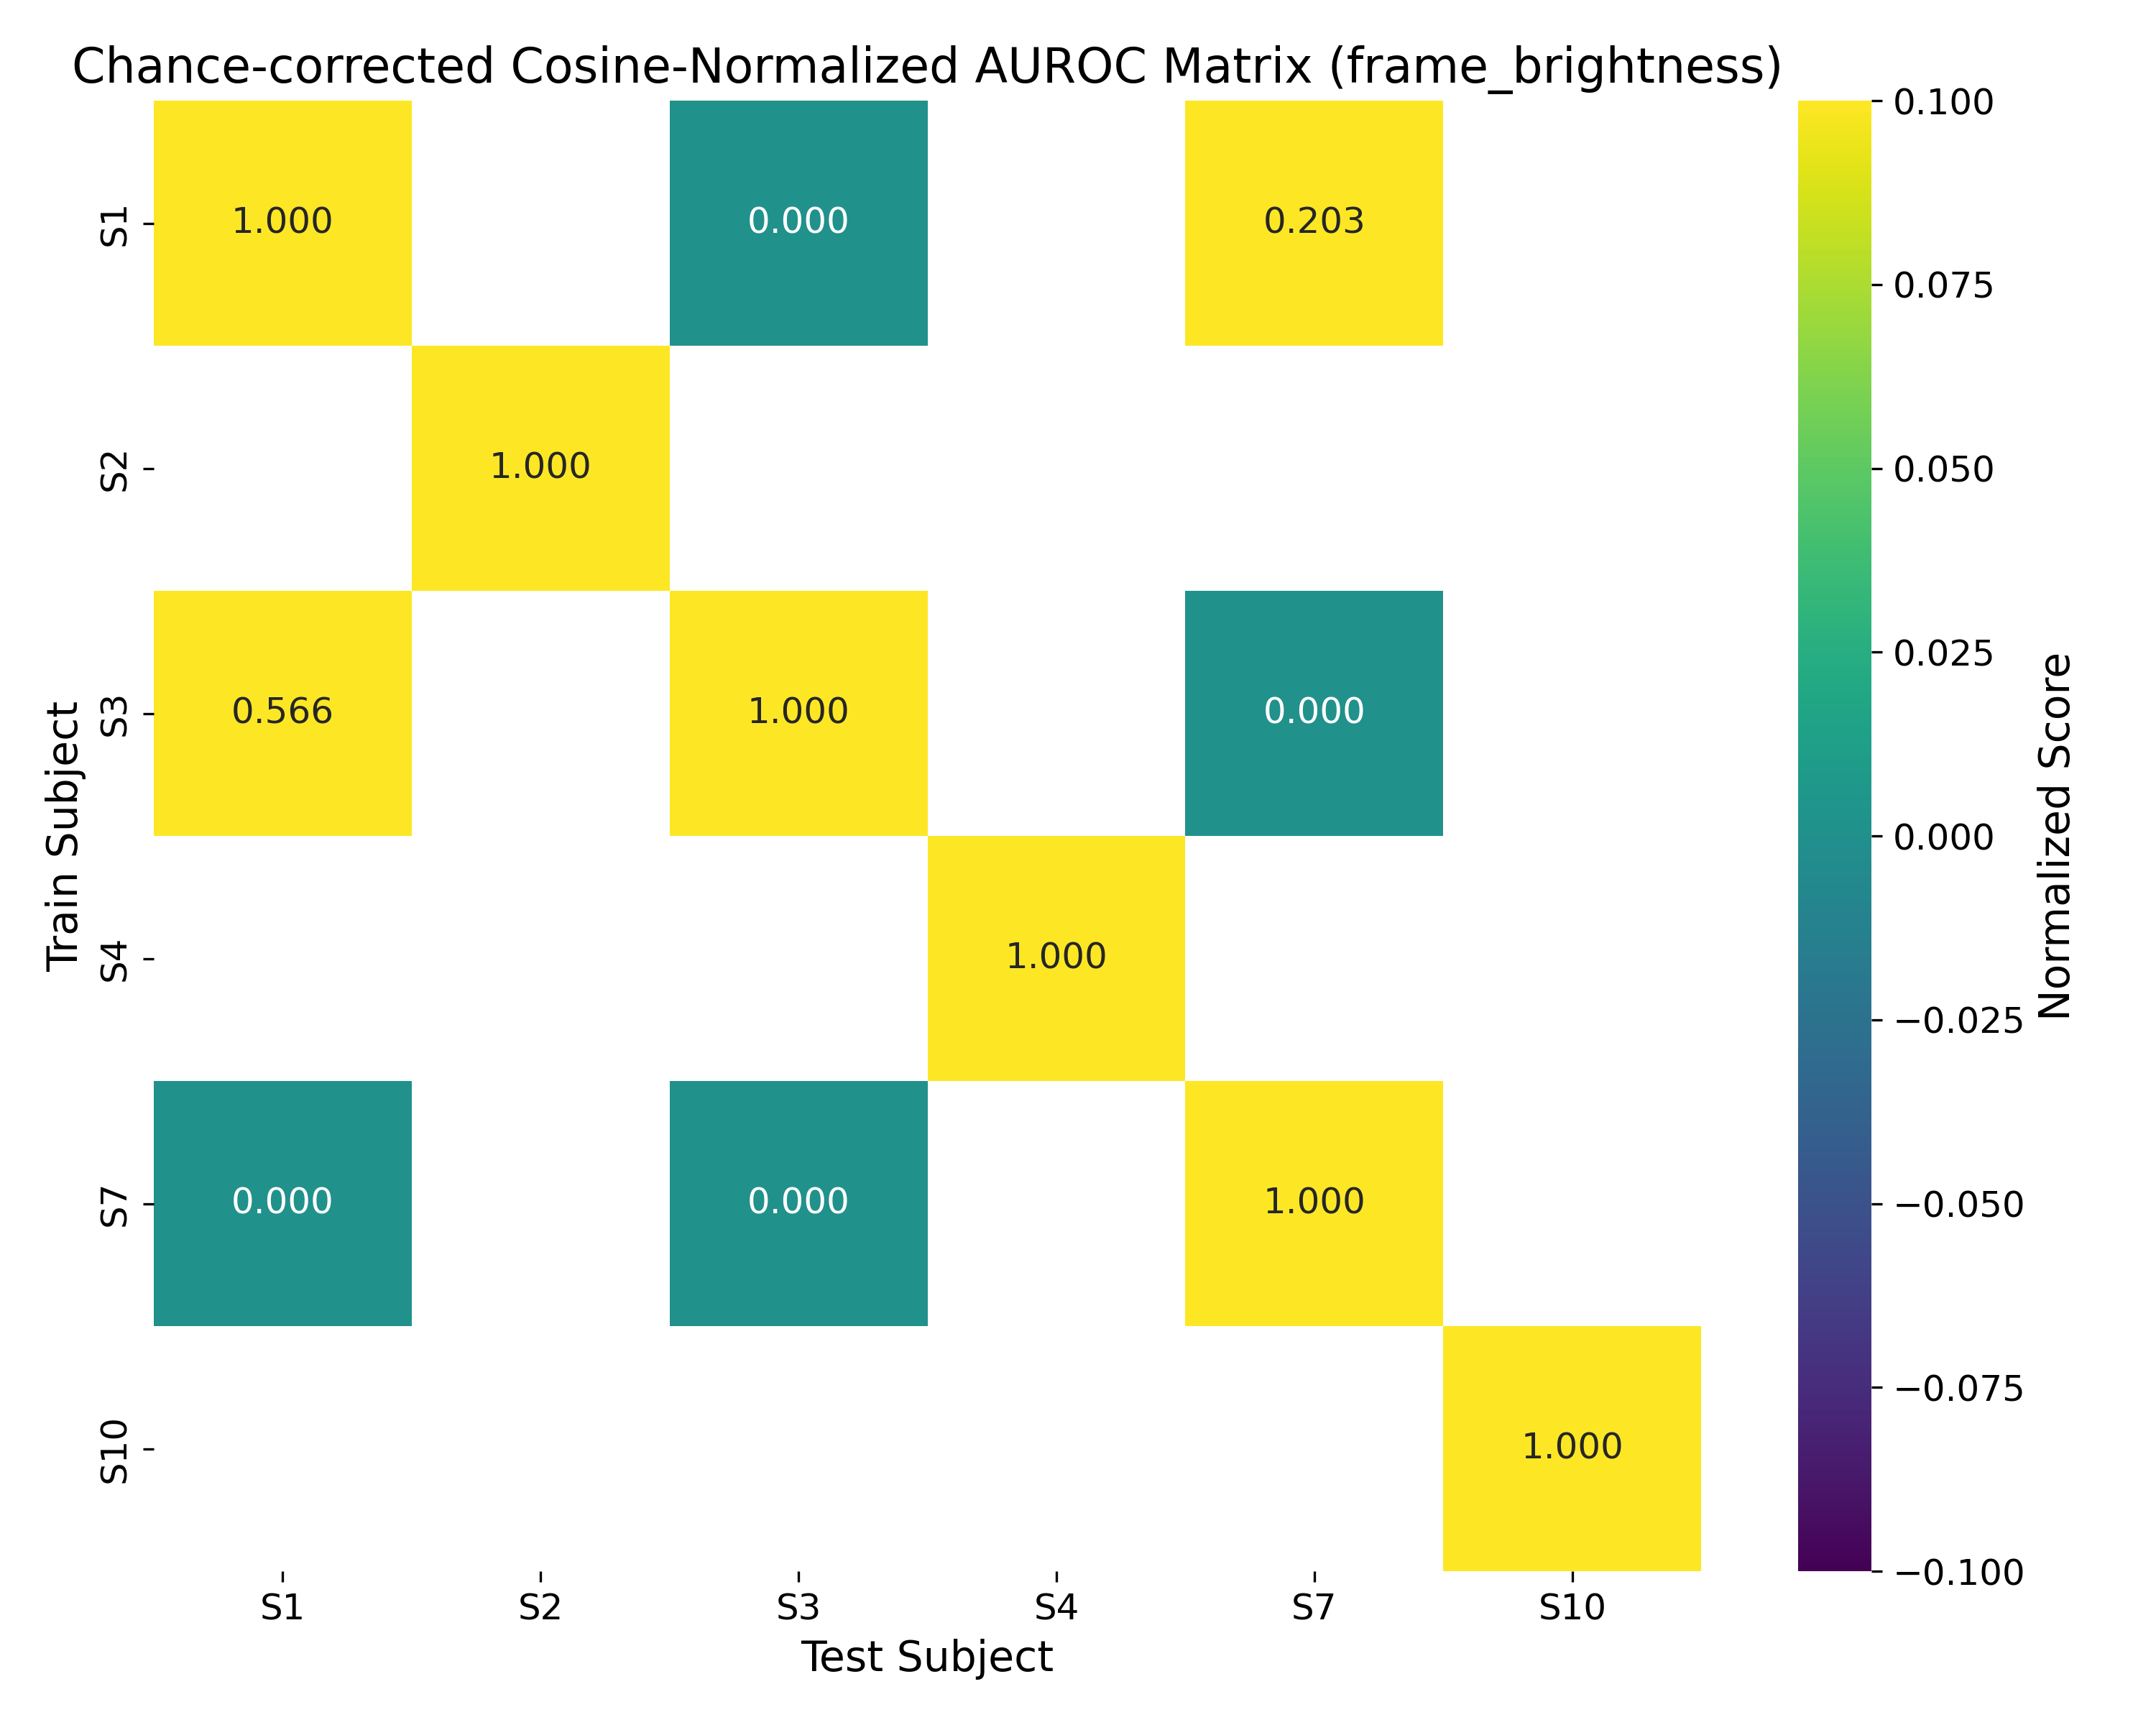 Chance-corrected Cosine-Normalized AUROC Matrix (frame_brightness)
Train Subject
S1
S2
S3
S4
S7
S10
1.000 0.000 0.203
1.000
0.566 1.000 0.000
1.000
0.000 0.000 1.000
1.000
S1 S2 S3 S4 S7 S10
Test Subject
0.100
0.075
0.050
0.025
0.000
−0.025
−0.050
−0.075
−0.100
Normalized Score